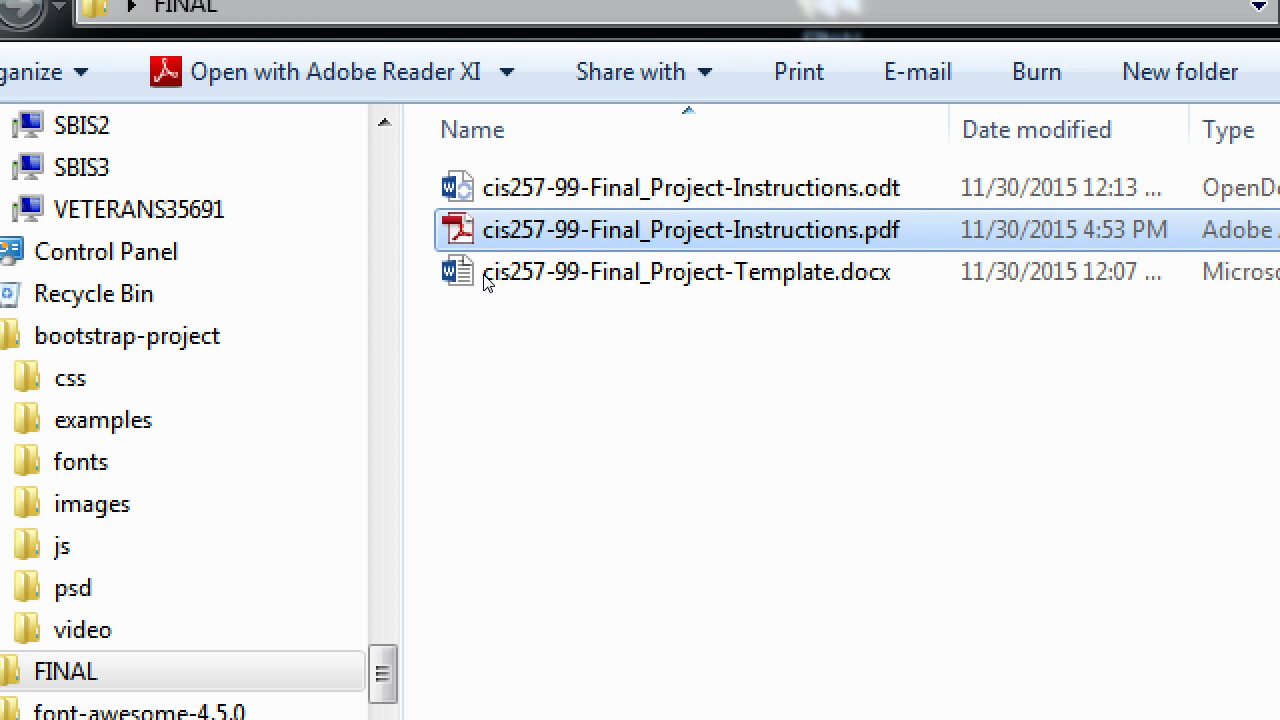 FINAL
ganize Open with Adobe Reader XI Share with Print E-mail Burn New folder
SBIS2
SBIS3
VETERANS35691
Control Panel
Recycle Bin
bootstrap-project
css
examples
fonts
images
js
psd
video
FINAL
font-awesome-4.5.0
Name Date modified Type
cis257-99-Final_Project-Instructions.odt 11/30/2015 12:13 ... OpenDo
cis257-99-Final_Project-Instructions.pdf 11/30/2015 4:53 PM Adobe
cis257-99-Final_Project-Template.docx 11/30/2015 12:07 ... Microso